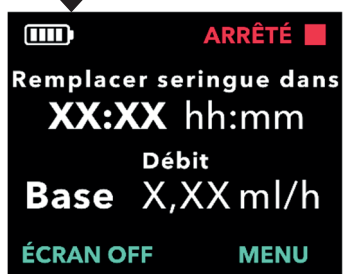 ARRÊTÉ
Remplacer seringue dans
XX:XX hh:mm
Débit
Base X,XX ml/h
ÉCRAN OFF MENU